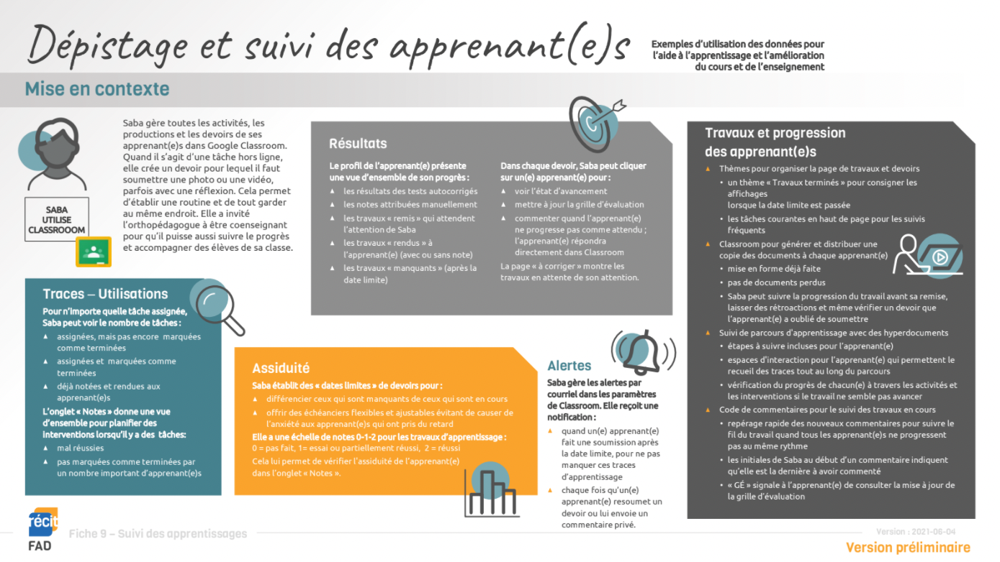 Dépistage et suivi des apprenant(e)s
Exemples d'utilisation des données pour
l'aide à l'apprentissage et l'amélioration
du cours et de l'enseignement
Mise en contexte
Saba gère toutes les activités, les
productions et les devoirs de ses
apprenant(e)s dans Google Classroom.
Quand il s'agit d'une tâche hors ligne,
elle crée un devoir pour lequel il faut
soumettre une photo ou une vidéo,
parfois avec une réflexion. Cela permet
d'établir une routine et de tout garder
au même endroit. Elle a invité
l'orthopédagogue à être coenseignant
pour qu'il puisse aussi suivre le progrès
et accompagner des élèves de sa classe.
SABA
UTILISE
CLASSROOOM
Résultats
Le profil de l'apprenant(e) présente
une vue d'ensemble de son progrès :
les résultats des tests autocorrigés
les notes attribuées manuellement
les travaux « remis » qui attendent
l'attention de Saba
les travaux « rendus » à
l'apprenant(e) (avec ou sans note)
les travaux « manquants » (après la
date limite)
Dans chaque devoir, Saba peut cliquer
sur un(e) apprenant(e) pour :
voir l'état d'avancement
mettre à jour la grille d'évaluation
commenter quand l'apprenant(e)
ne progresse pas comme attendu ;
l'apprenant(e) répondra
directement dans Classroom
La page « à corriger » montre les
travaux en attente de son attention.
Travaux et progression
des apprenant(e)s
Thèmes pour organiser la page de travaux et devoirs
• un thème « Travaux terminés » pour consigner les
affichages
lorsque la date limite est passée
• les tâches courantes en haut de page pour les suivis
fréquents
Classroom pour générer et distribuer une
copie des documents à chaque apprenant(e)
• mise en forme déjà faite
• pas de documents perdus
• Saba peut suivre la progression du travail avant sa remise,
laisser des rétroactions et même vérifier un devoir que
l'apprenant(e) a oublié de soumettre
Suivi de parcours d'apprentissage avec des hyperdocuments
• étapes à suivre incluses pour l'apprenant(e)
• espaces d'interaction pour l'apprenant(e) qui permettent le
recueil des traces tout au long du parcours
• vérification du progrès de chacun(e) à travers les activités et
les interventions si le travail ne semble pas avancer
Code de commentaires pour le suivi des travaux en cours
• repérage rapide des nouveaux commentaires pour suivre le
fil du travail quand tous les apprenant(e)s ne progressent
pas au même rythme
• les initiales de Saba au début d'un commentaire indiquent
qu'elle est la dernière à avoir commenté
• « GÉ » signale à l'apprenant(e) de consulter la mise à jour de
la grille d'évaluation
Traces – Utilisations
Pour n'importe quelle tâche assignée,
Saba peut voir le nombre de tâches :
assignées, mais pas encore marquées
comme terminées
assignées et marquées comme
terminées
déjà notées et rendues aux
apprenant(e)s
L'onglet « Notes » donne une vue
d'ensemble pour planifier des
interventions lorsqu'il y a des tâches:
mal réussies
pas marquées comme terminées par
un nombre important d'apprenant(e)s
Assiduité
Saba établit des « dates limites » de devoirs pour :
différencier ceux qui sont manquants de ceux qui sont en cours
offrir des échéanciers flexibles et ajustables évitant de causer de
l'anxiété aux apprenant(e)s qui ont pris du retard
Elle a une échelle de notes 0-1-2 pour les travaux d'apprentissage :
0 = pas fait, 1= essai ou partiellement réussi, 2 = réussi
Cela lui permet de vérifier l'assiduité de l'apprenant(e)
dans l'onglet « Notes ».
Alertes
Saba gère les alertes par
courriel dans les paramètres
de Classroom. Elle reçoit une
notification :
quand un(e) apprenant(e)
fait une soumission après
la date limite, pour ne pas
manquer ces traces
d'apprentissage
chaque fois qu'un(e)
apprenant(e) resoumet un
devoir ou lui envoie un
commentaire privé.
récit
FAD
Fiche 9 – Suivi des apprentissages
Version : 2021-06-04
Version préliminaire